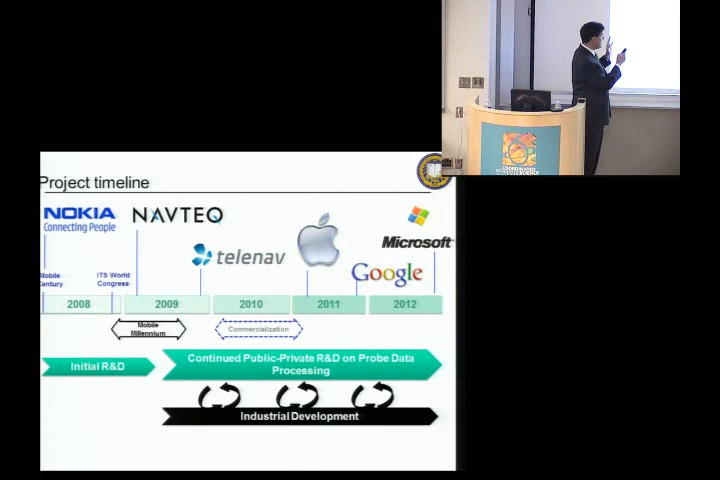 COORDINATED
Project timeline
NOKIA
Connecting People
NAVTEQ
telenav
Microsoft
Google
Mobile
Century
ITS World
Congress
2008
2009
2010
2011
2012
Mobile
Millennium
Commercialization
Initial R&D
Continued Public-Private R&D on Probe Data
Processing
Industrial Development